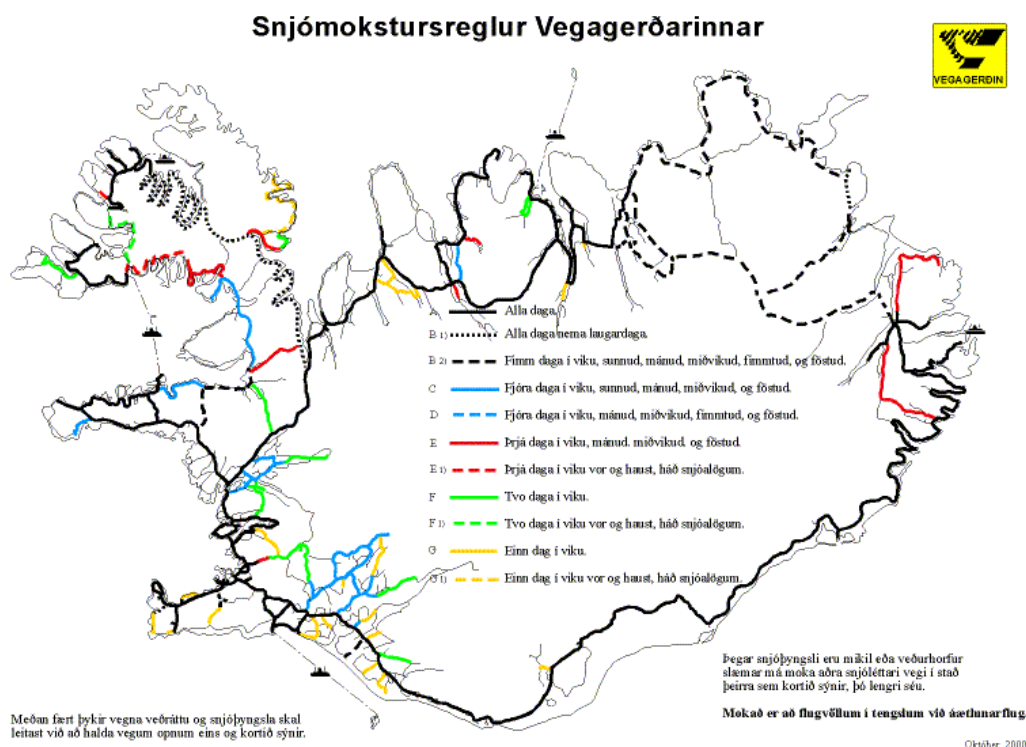 Snjómokstursreglur Vegagerðarinnar
VEGAGERÐIN
A Alla daga.
B 1) Alla daga nema laugardaga.
B 2) Fimm daga í viku, sunnud, mánud, miðvikud, fimmtud, og föstud.
C Fjóra daga í viku, sunnud, mánud, miðvikud, og föstud.
D Fjóra daga í viku, mánud, miðvikud, fimmtud, og föstud.
E Þrjá daga í viku, mánud. miðvikud. og föstud.
E 1) Þrjá daga í viku vor og haust, háð snjóalögum.
F Tvo daga í viku.
F 1) Tvo daga í viku vor og haust, háð snjóalögum.
G Einn dag í viku.
G 1) Einn dag í viku vor og haust, háð snjóalögum.
Þegar snjóþyngsli eru mikil eða veðurhorfur
slæmar má moka aðra snjóléttari vegi í stað
þeirra sem kortið sýnir, þó lengri séu.
Mokað er að flugvöllum í tengslum við áætlunarflug.
Meðan fært þykir vegna veðráttu og snjóþyngsla skal
leitast við að halda vegum opnum eins og kortið sýnir.
Október, 2000